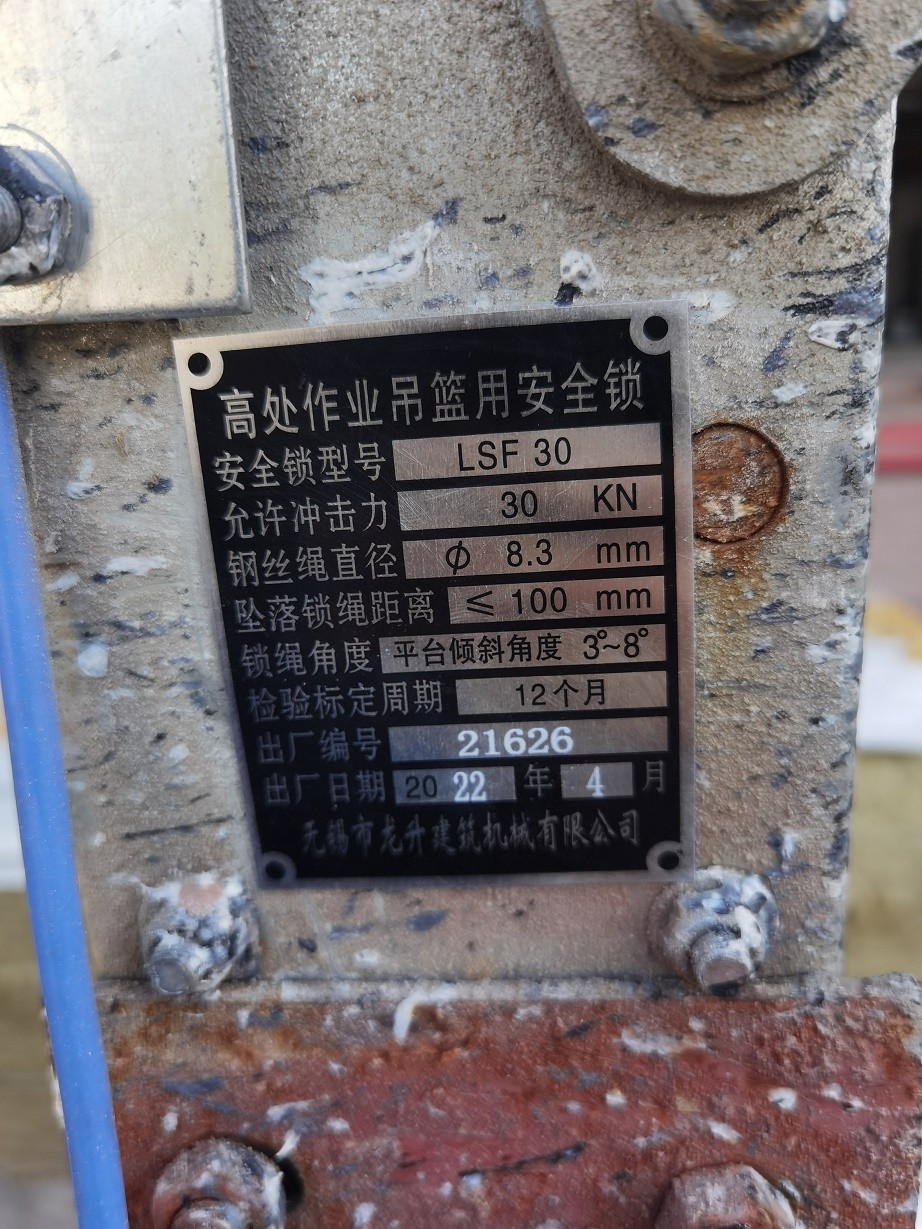 高处作业吊篮用安全锁
安全锁型号 LSF 30
允许冲击力 30 KN
钢丝绳直径 ϕ 8.3 mm
坠落锁绳距离 ≤ 100 mm
锁绳角度 平台倾斜角度 3°~8°
检验标定周期 12个月
出厂编号 21626
出厂日期 2022 年 4 月
无锡市龙升建筑机械有限公司